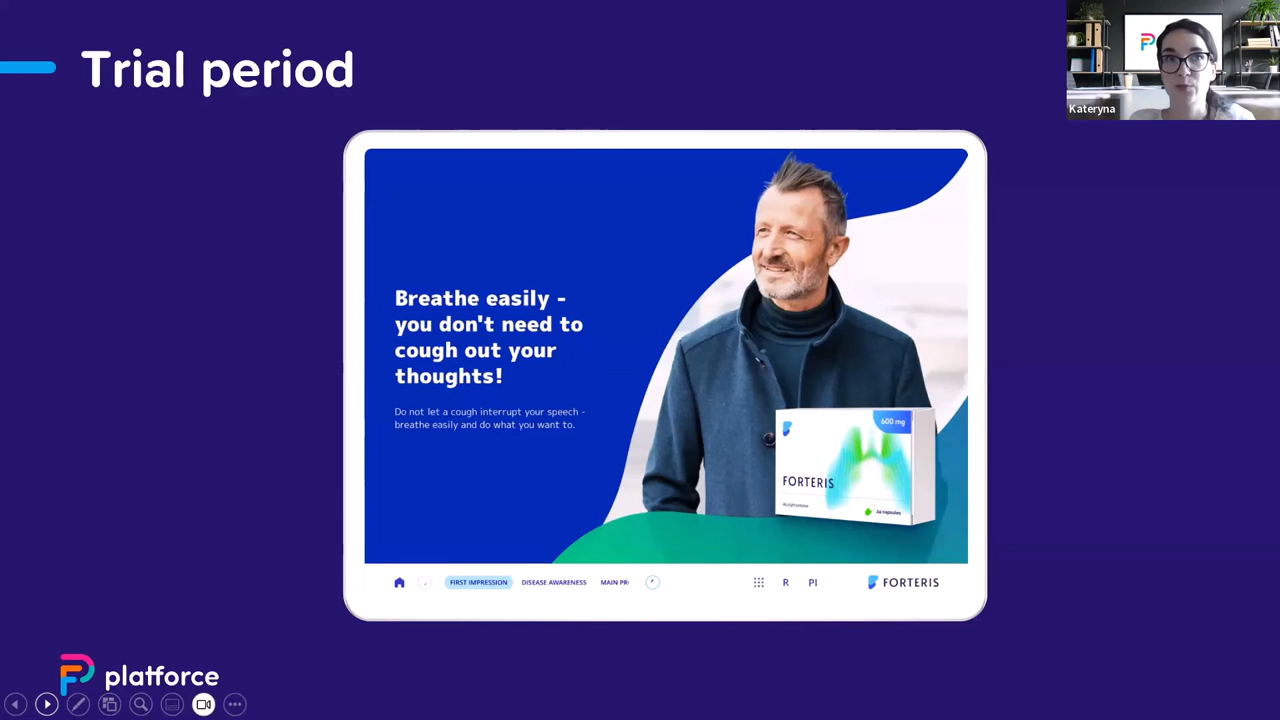 Trial period
Kateryna
Breathe easily -
you don't need to
cough out your
thoughts!
Do not let a cough interrupt your speech -
breathe easily and do what you want to.
600 mg
FORTERIS
24 capsules
FIRST IMPRESSION
DISEASE AWARENESS
MAIN PR
R
PI
FORTERIS
platforce